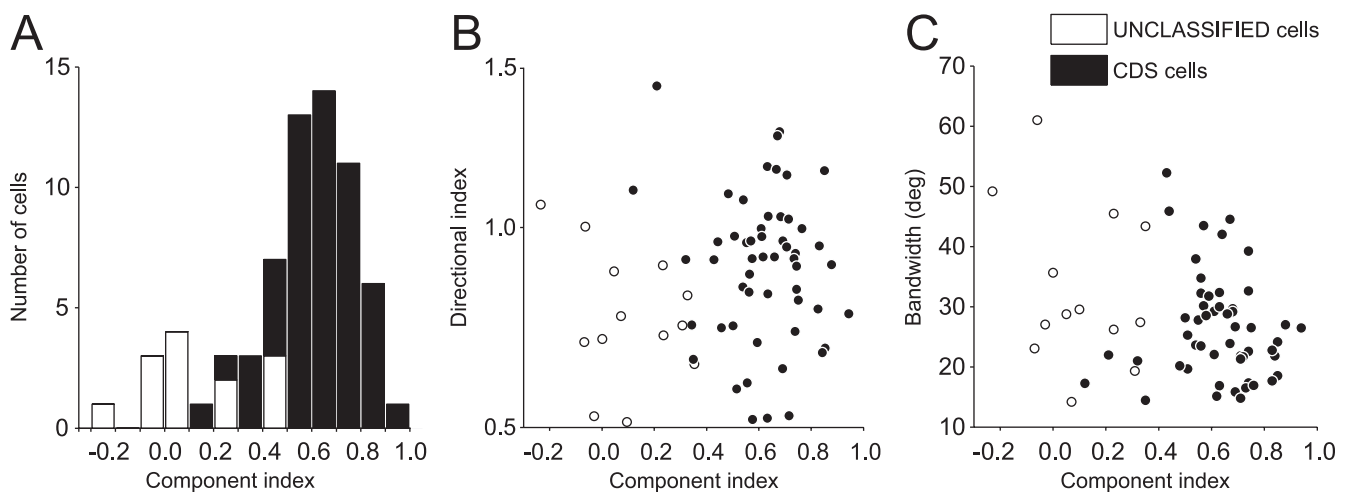 A
15
10
5
0
Number of cells
-0.2 0.0 0.2 0.4 0.6 0.8 1.0
Component index
B
1.5
1.0
0.5
Directional index
-0.2 0.0 0.2 0.4 0.6 0.8 1.0
Component index
C
UNCLASSIFIED cells
CDS cells
70
60
50
40
30
20
10
Bandwidth (deg)
-0.2 0.0 0.2 0.4 0.6 0.8 1.0
Component index